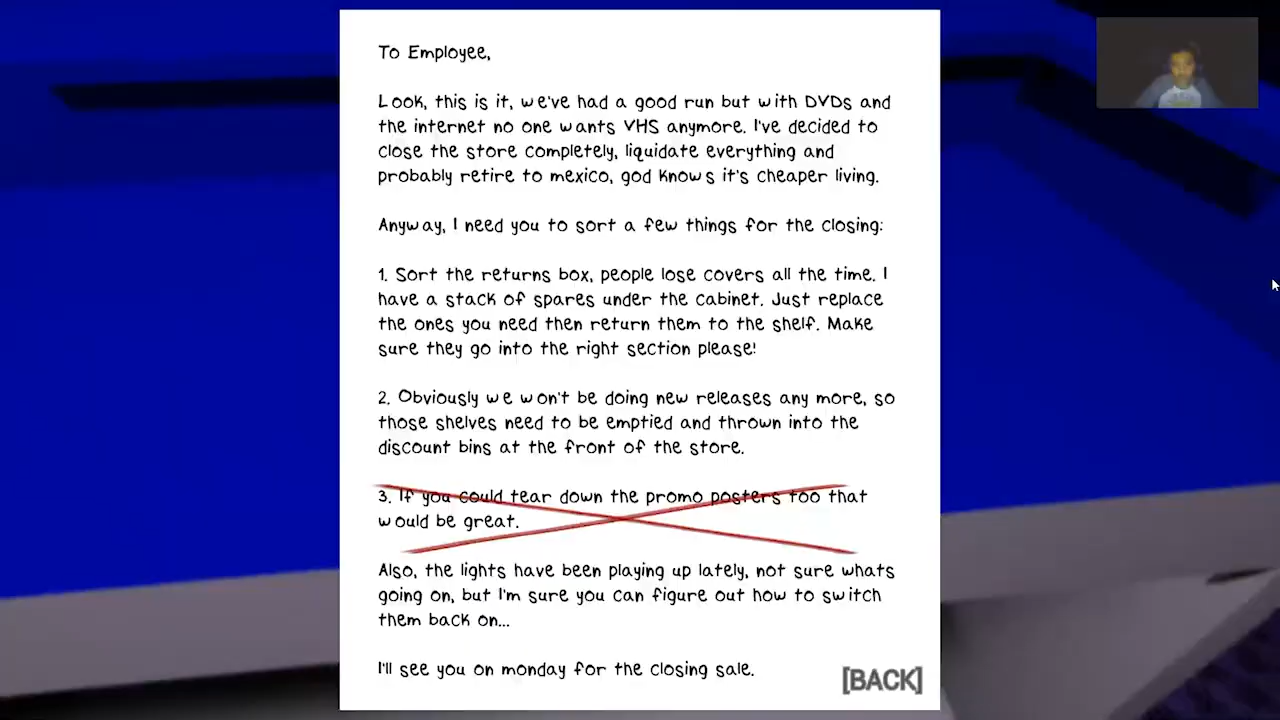 To Employee,
Look, this is it, we've had a good run but with DVDs and
the internet no one wants VHS anymore. I've decided to
close the store completely, liquidate everything and
probably retire to mexico, god knows it's cheaper living.
Anyway, I need you to sort a few things for the closing:
1. Sort the returns box, people lose covers all the time. I
have a stack of spares under the cabinet. Just replace
the ones you need then return them to the shelf. Make
sure they go into the right section please!
2. Obviously we won't be doing new releases any more, so
those shelves need to be emptied and thrown into the
discount bins at the front of the store.
3. If you could tear down the promo posters too that
would be great.
Also, the lights have been playing up lately, not sure whats
going on, but I'm sure you can figure out how to switch
them back on...
I'll see you on monday for the closing sale.
[BACK]